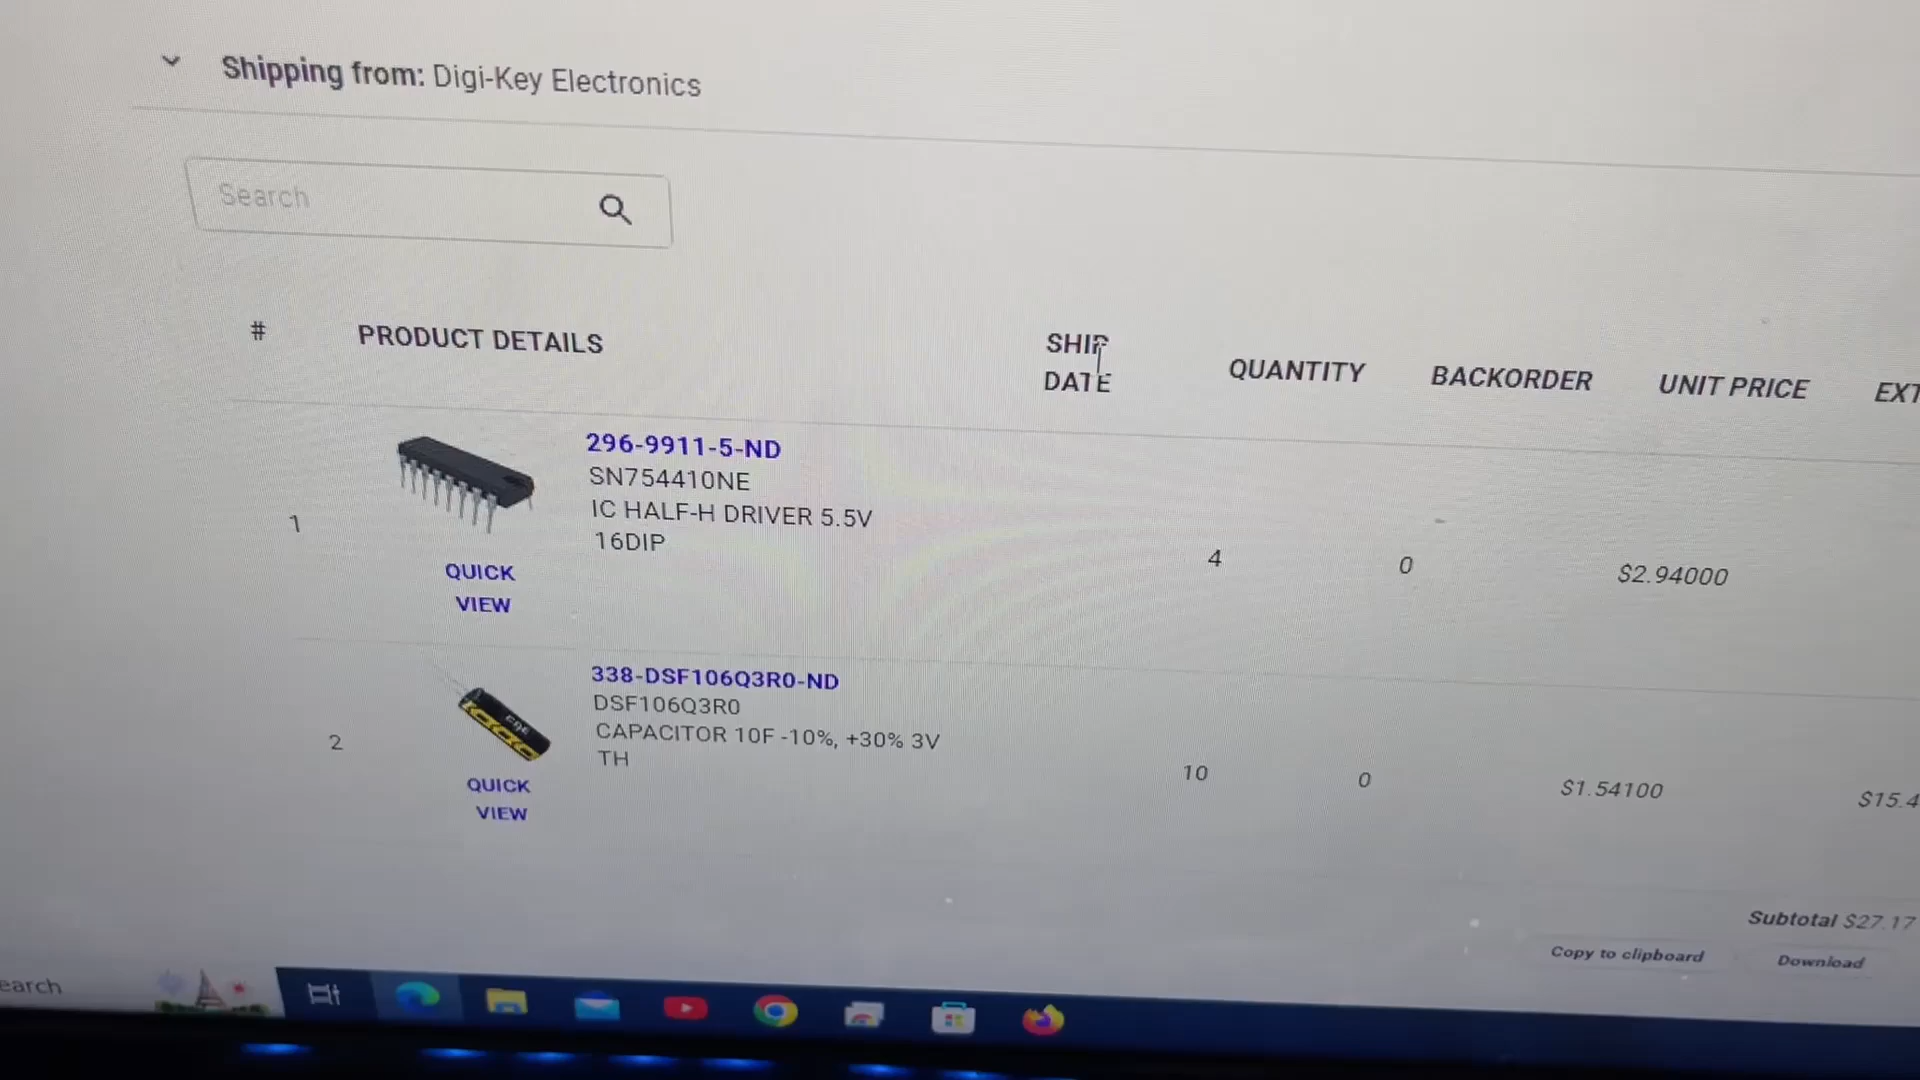 Shipping from: Digi-Key Electronics
Search
# PRODUCT DETAILS SHIP DATE QUANTITY BACKORDER UNIT PRICE EXT
296-9911-5-ND
SN754410NE
IC HALF-H DRIVER 5.5V
16DIP
1 4 0 $2.94000
QUICK
VIEW
338-DSF106Q3R0-ND
DSF106Q3R0
CAPACITOR 10F -10%, +30% 3V
TH
2 10 0 $1.54100 $15.4
QUICK
VIEW
Subtotal $27.17
Copy to clipboard Download
earch